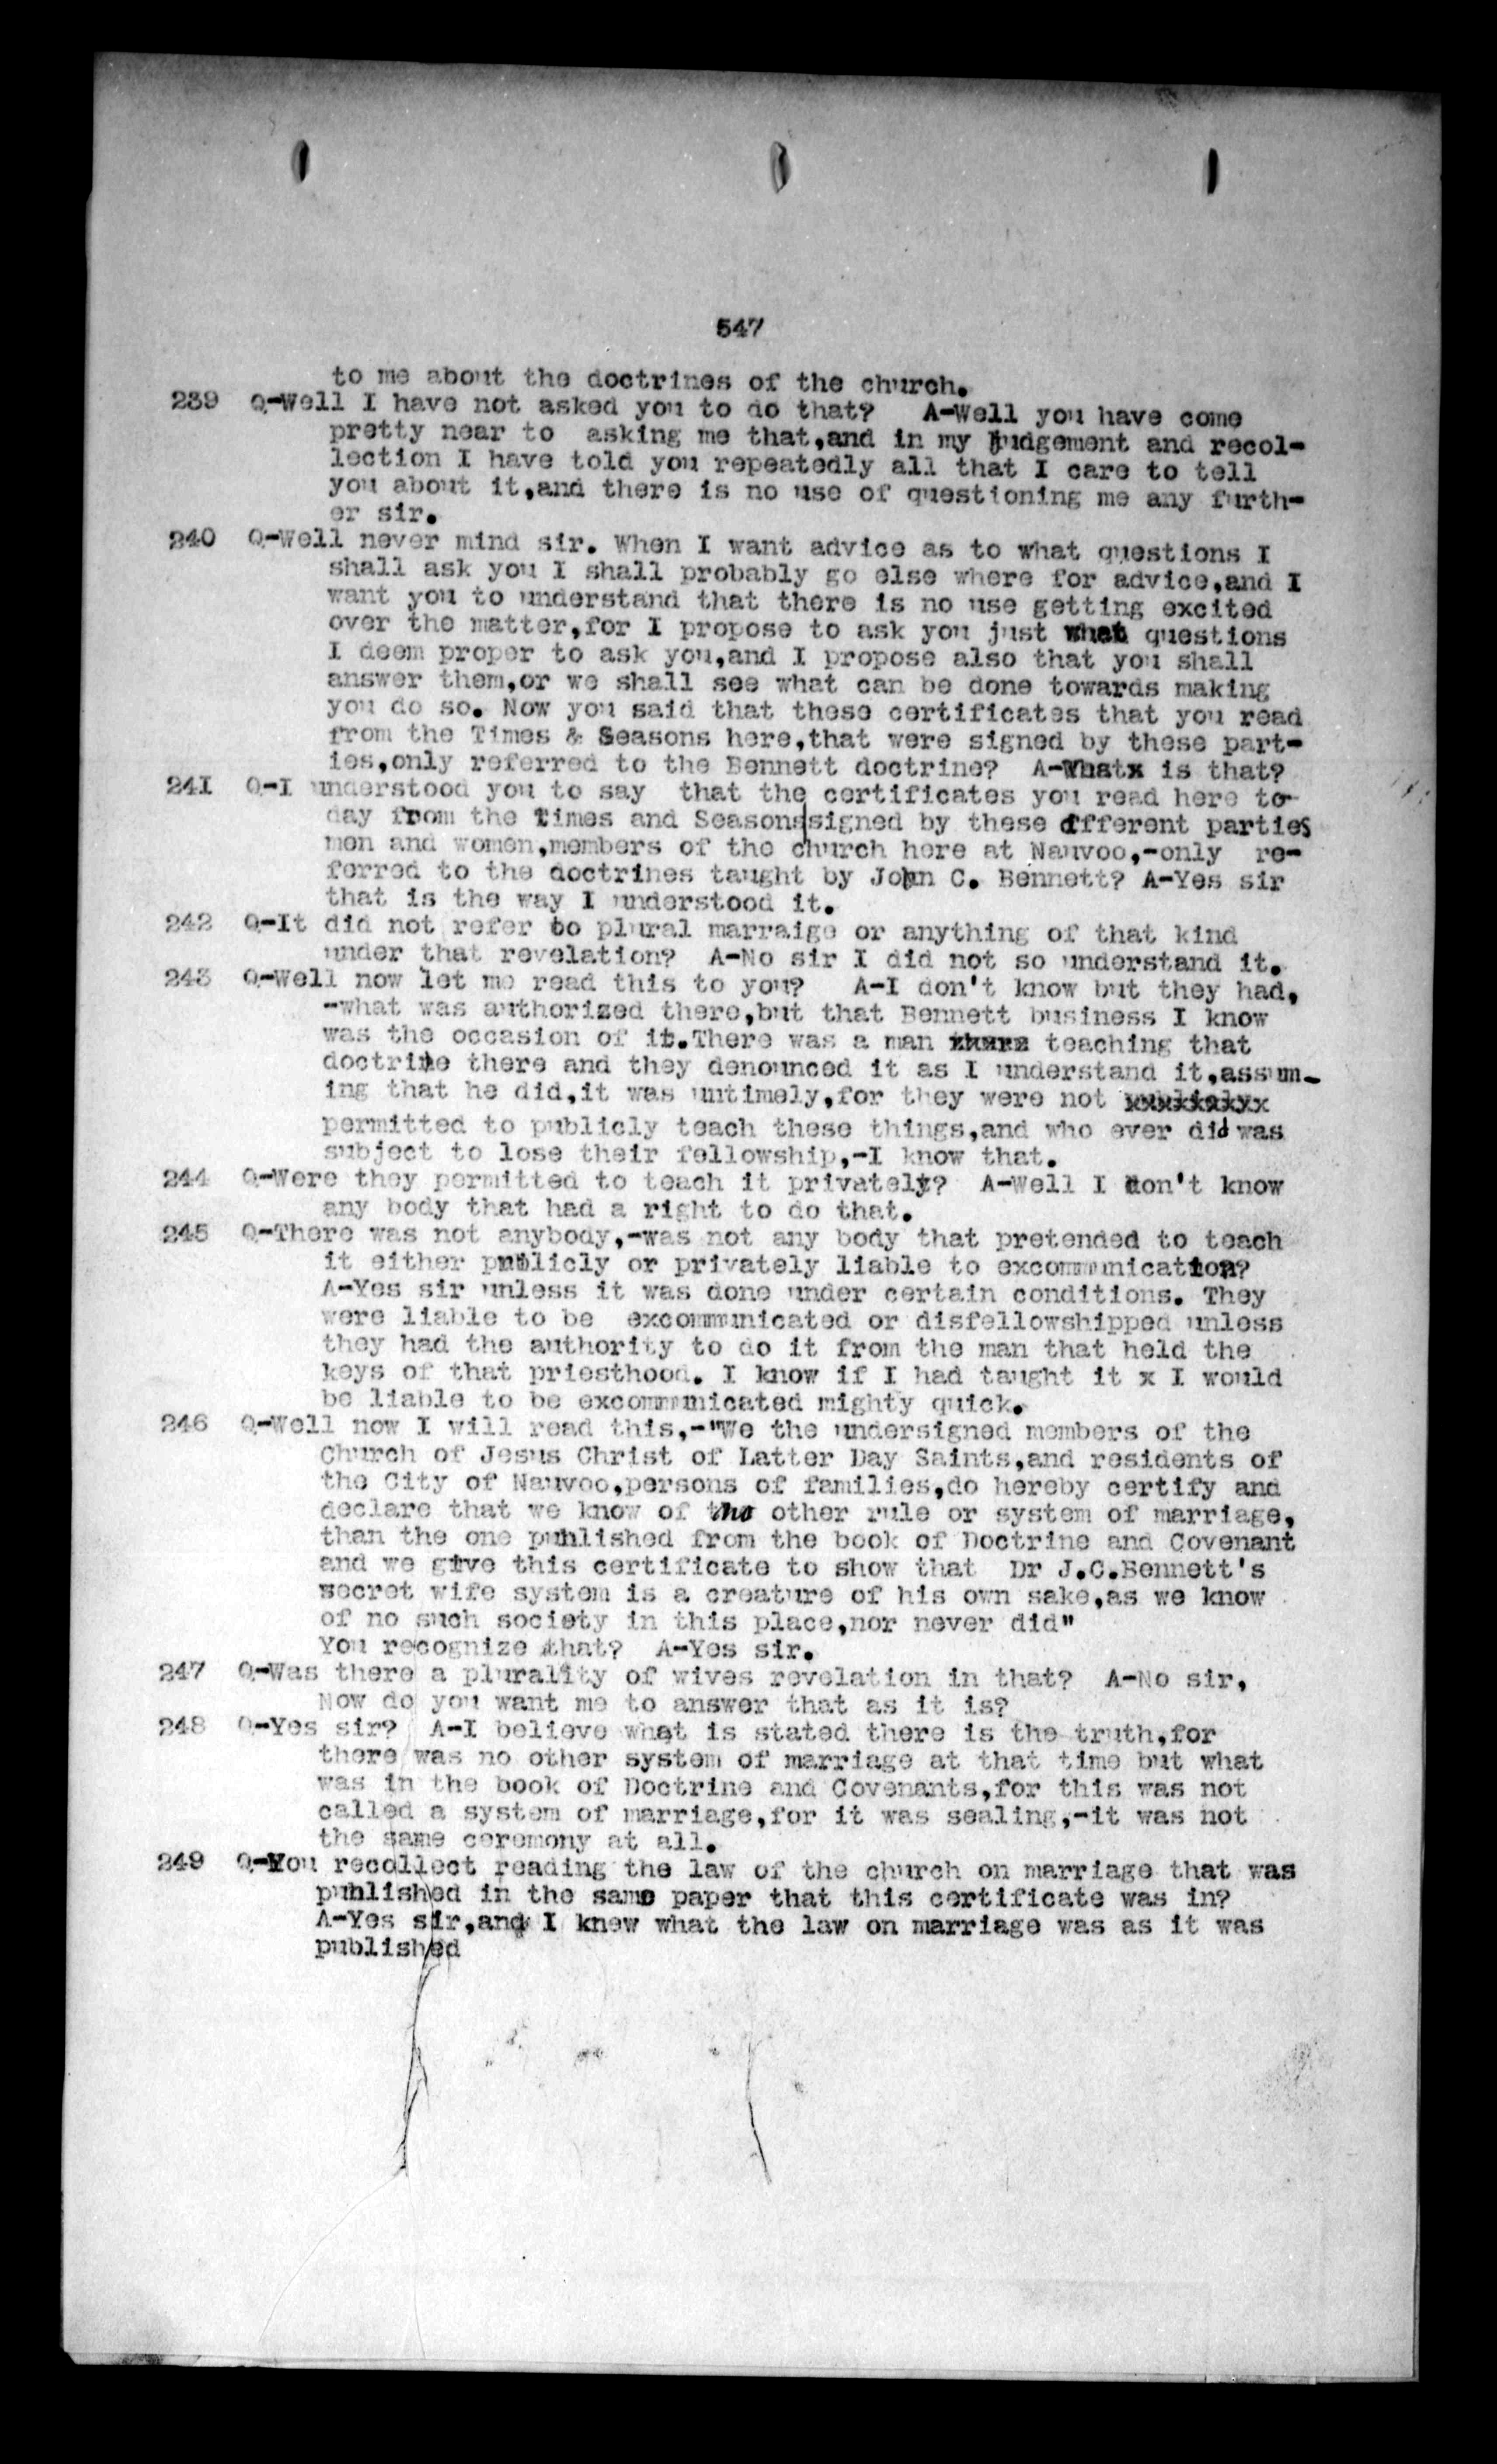 547
to me about the doctrines of the church.
239 Q-Well I have not asked you to do that? A-Well you have come
pretty near to asking me that,and in my judgement and recol-
lection I have told you repeatedly all that I care to tell
you about it,and there is no use of questioning me any furth-
er sir.
240 Q-Well never mind sir. When I want advice as to what questions I
shall ask you I shall probably go else where for advice,and I
want you to understand that there is no use getting excited
over the matter,for I propose to ask you just what questions
I deem proper to ask you,and I propose also that you shall
answer them,or we shall see what can be done towards making
you do so. Now you said that these certificates that you read
from the Times & Seasons here,that were signed by these part-
ies,only referred to the Bennett doctrine? A-Whatx is that?
241 Q-I understood you to say that the certificates you read here to-
day from the times and Seasons signed by these dfferent parties
men and women,members of the church here at Nauvoo,-only re-
ferred to the doctrines taught by John C. Bennett? A-Yes sir
that is the way I understood it.
242 Q-It did not refer to plural marraige or anything of that kind
under that revelation? A-No sir I did not so understand it.
243 Q-Well now let me read this to you? A-I don't know but they had,
-what was authorized there,but that Bennett business I know
was the occasion of it.There was a man teaching that
doctrine there and they denounced it as I understand it,assum-
ing that he did,it was untimely,for they were not
permitted to publicly teach these things,and who ever did was
subject to lose their fellowship,-I know that.
244 Q-Were they permitted to teach it privately? A-Well I don't know
any body that had a right to do that.
245 Q-There was not anybody,-was not any body that pretended to teach
it either publicly or privately liable to excommunication?
A-Yes sir unless it was done under certain conditions. They
were liable to be excommunicated or disfellowshipped unless
they had the authority to do it from the man that held the
keys of that priesthood. I know if I had taught it x I would
be liable to be excommunicated mighty quick.
246 Q-Well now I will read this,-"We the undersigned members of the
Church of Jesus Christ of Latter Day Saints,and residents of
the City of Nauvoo,persons of families,do hereby certify and
declare that we know of no other rule or system of marriage,
than the one published from the book of Doctrine and Covenant
and we give this certificate to show that Dr J.C.Bennett's
secret wife system is a creature of his own sake,as we know
of no such society in this place,nor never did"
You recognize that? A-Yes sir.
247 Q-Was there a plurality of wives revelation in that? A-No sir,
Now do you want me to answer that as it is?
248 Q-Yes sir? A-I believe what is stated there is the truth,for
there was no other system of marriage at that time but what
was in the book of Doctrine and Covenants,for this was not
called a system of marriage,for it was sealing,-it was not
the same ceremony at all.
249 Q-You recollect reading the law of the church on marriage that was
published in the same paper that this certificate was in?
A-Yes sir,and I knew what the law on marriage was as it was
published